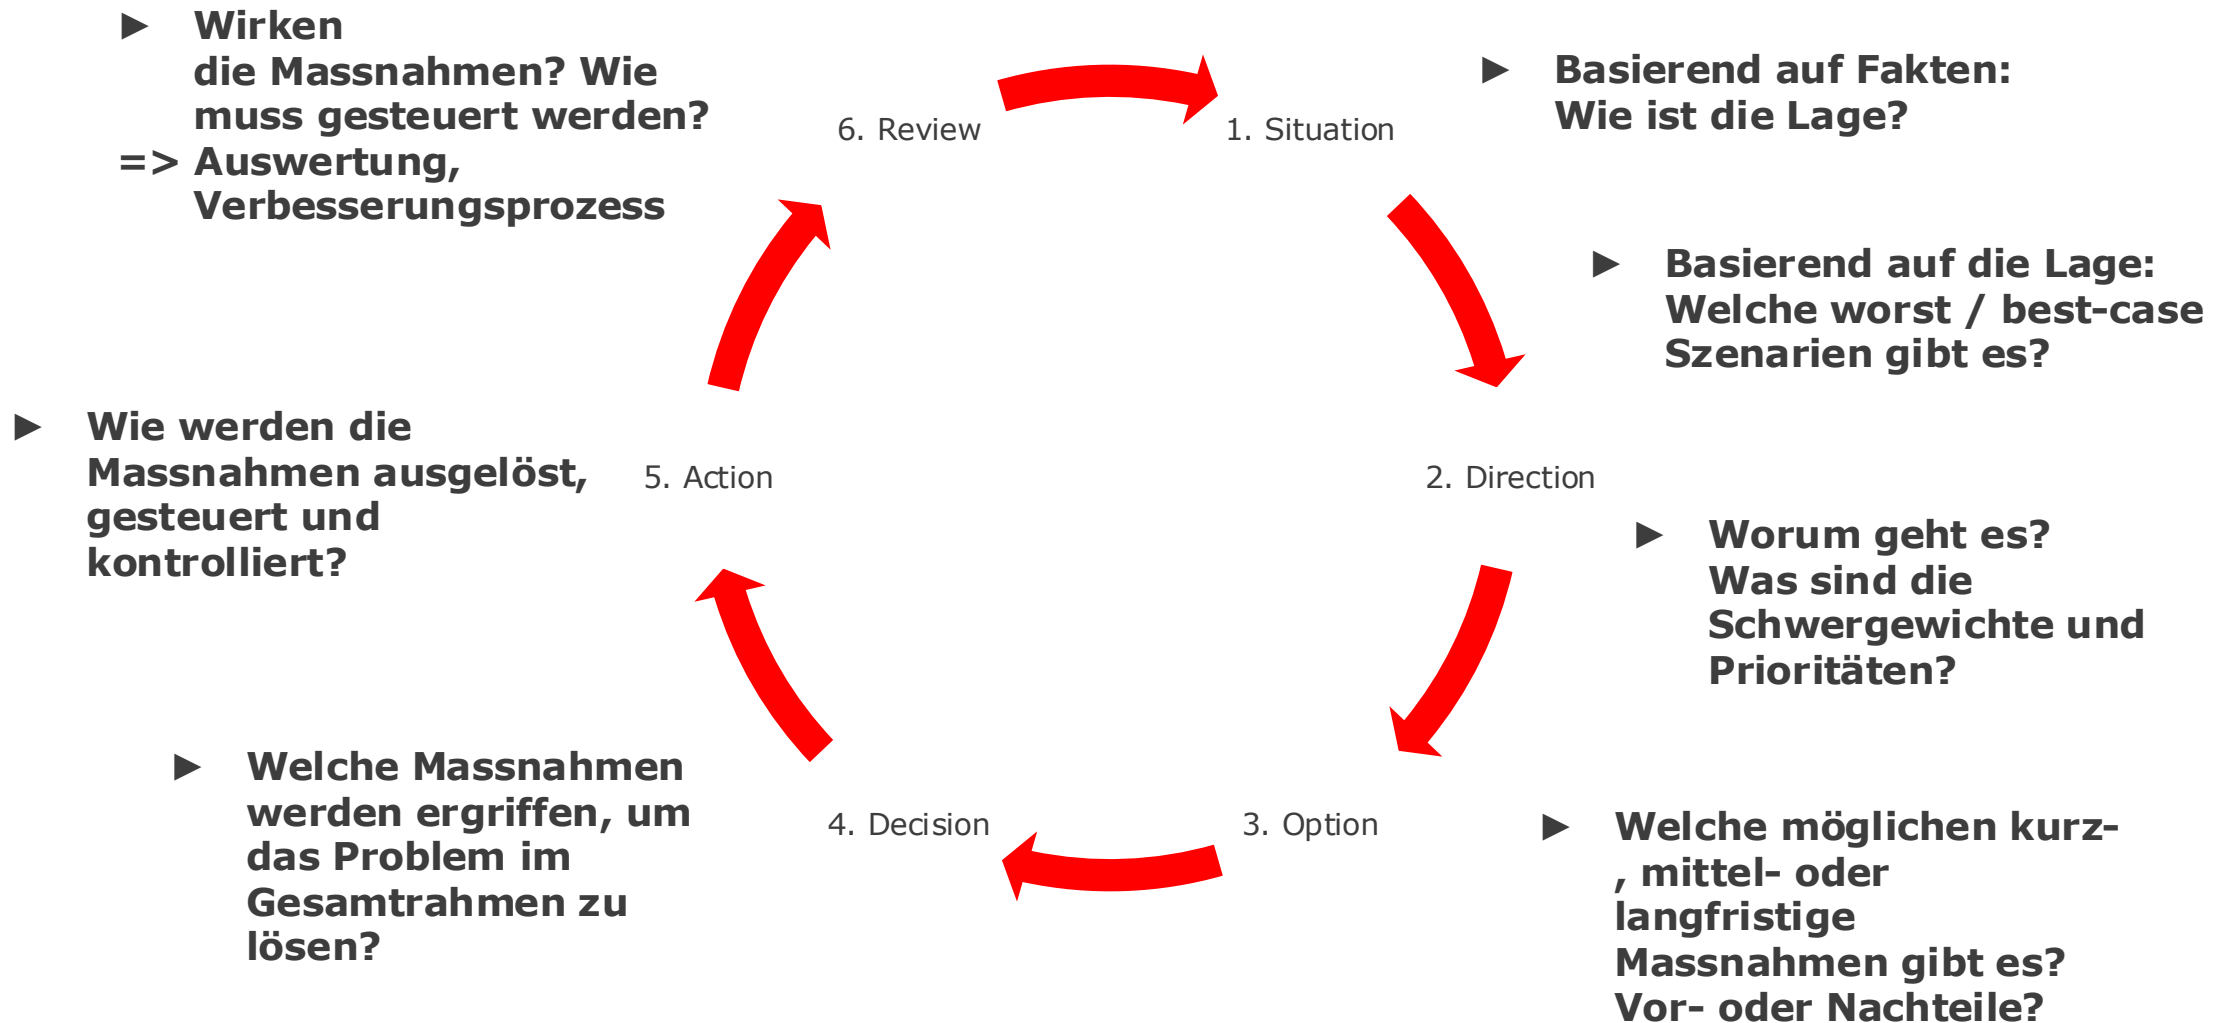 1. Situation
► Basierend auf Fakten:
Wie ist die Lage?
► Basierend auf die Lage:
Welche worst / best-case
Szenarien gibt es?
2. Direction
► Worum geht es?
Was sind die
Schwergewichte und
Prioritäten?
3. Option
► Welche möglichen kurz-
, mittel- oder
langfristige
Massnahmen gibt es?
Vor- oder Nachteile?
4. Decision
► Welche Massnahmen
werden ergriffen, um
das Problem im
Gesamtrahmen zu
lösen?
5. Action
► Wie werden die
Massnahmen ausgelöst,
gesteuert und
kontrolliert?
6. Review
► Wirken
die Massnahmen? Wie
muss gesteuert werden?
=> Auswertung,
Verbesserungsprozess